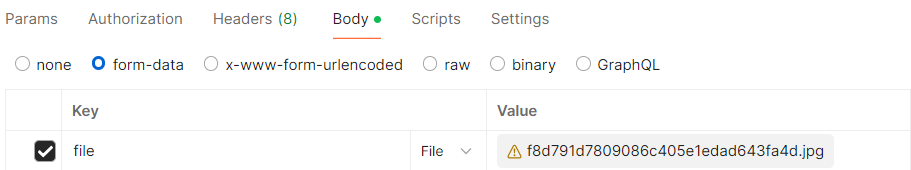 Params Authorization Headers (8) Body Scripts Settings
none form-data x-www-form-urlencoded raw binary GraphQL
Key Value
file File f8d791d7809086c405e1edad643fa4d.jpg